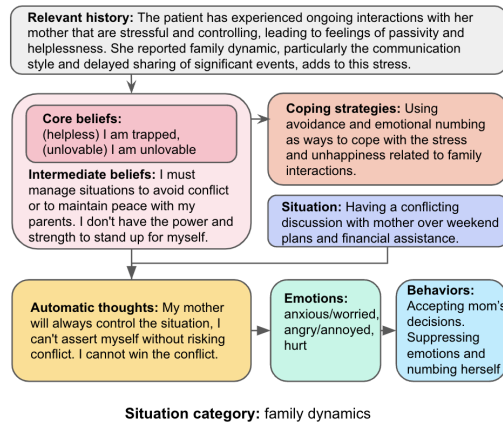 Relevant history: The patient has experienced ongoing interactions with her
mother that are stressful and controlling, leading to feelings of passivity and
helplessness. She reported family dynamic, particularly the communication
style and delayed sharing of significant events, adds to this stress.
Core beliefs:
(helpless) I am trapped,
(unlovable) I am unlovable
Intermediate beliefs: I must
manage situations to avoid conflict
or to maintain peace with my
parents. I don't have the power and
strength to stand up for myself.
Coping strategies: Using
avoidance and emotional numbing
as ways to cope with the stress
and unhappiness related to family
interactions.
Situation: Having a conflicting
discussion with mother over weekend
plans and financial assistance.
Automatic thoughts: My mother
will always control the situation, I
can't assert myself without risking
conflict. I cannot win the conflict.
Emotions:
anxious/worried,
angry/annoyed,
hurt
Behaviors:
Accepting mom's
decisions.
Suppressing
emotions and
numbing herself
Situation category: family dynamics